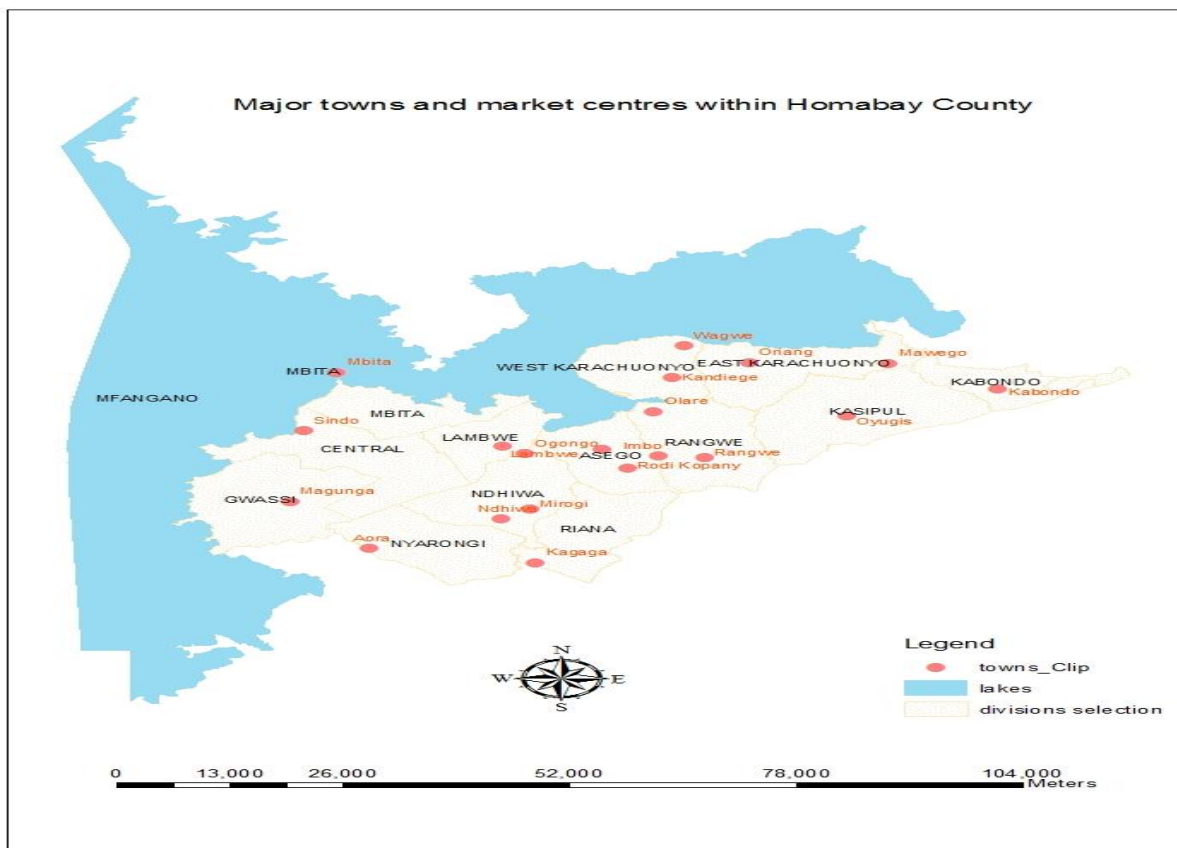 Major towns and market centres within Homabay County
Wagwe
Mbita
MBITA
Oriang
EAST KARACHUONYO
Mawego
WEST KARACHUONYO
Kandiege
KABONDO
Kabondo
MFANGANO
MBITA
Olare
KASIPUL
Oyugis
Sindo
CENTRAL
LAMBWE
Lambwe
Ogongo
ASEGO
Imbo
RANGWE
Rangwe
Rodi Kopany
GWASSI
Magunga
NDHIWA
Ndhiwa
Mirogi
RIANA
Aora
NYARONGI
Kagaga
N
W
E
S
Legend
towns_Clip
lakes
divisions selection
0 13,000 26,000 52,000 78,000 104,000
Meters